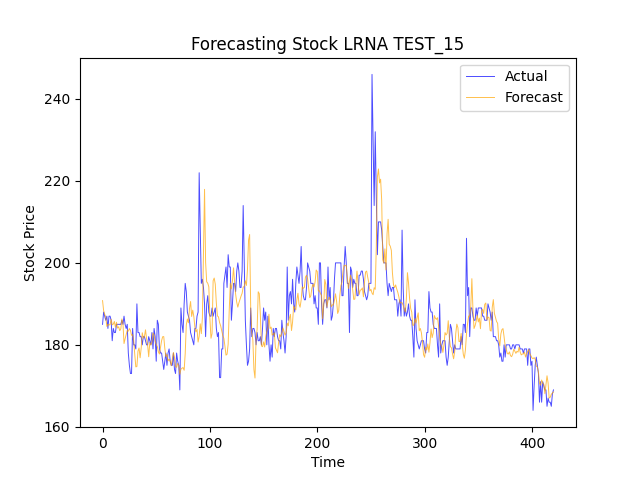 Forecasting Stock LRNA TEST_15
Actual
Forecast
240
220
200
180
160
Stock Price
0 100 200 300 400
Time